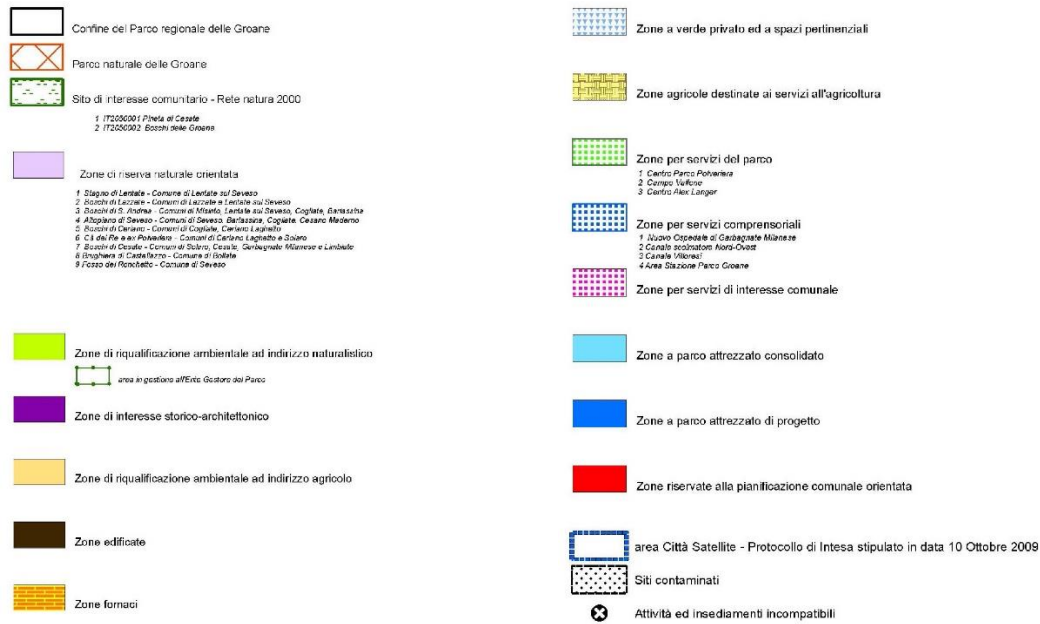 Confine del Parco regionale delle Groane
Parco naturale delle Groane
Sito di interesse comunitario - Rete natura 2000
1 IT2050001 Pineta di Cesate
2 IT2050002 Boschi delle Groane
Zone di riserva naturale orientata
1 Stagno di Lentate - Comune di Lentate sul Seveso
2 Boschi di Lazzate - Comuni di Lazzate e Lentate sul Seveso
3 Boschi di S. Andrea - Comuni di Misinto, Lentate sul Seveso, Cogliate, Barlassina
4 Altopiano di Seveso - Comuni di Seveso, Barlassina, Cogliate, Cesano Maderno
5 Boschi di Ceriano - Comuni di Cogliate, Ceriano Laghetto
6 Cà del Re e ex Polveriera - Comuni di Ceriano Laghetto e Solaro
7 Boschi di Cesate - Comuni di Solaro, Cesate, Garbagnate Milanese e Limbiate
8 Brughiera di Castellazzo - Comune di Bollate
9 Fosso del Ronchetto - Comune di Seveso
Zone di riqualificazione ambientale ad indirizzo naturalistico
area in gestione all'Ente Gestore del Parco
Zone di interesse storico-architettonico
Zone di riqualificazione ambientale ad indirizzo agricolo
Zone edificate
Zone fornaci
Zone a verde privato ed a spazi pertinenziali
Zone agricole destinate ai servizi all'agricoltura
Zone per servizi del parco
1 Centro Parco Polveriera
2 Campo Vallone
3 Centro Alex Langer
Zone per servizi comprensoriali
1 Nuovo Ospedale di Garbagnate Milanese
2 Canale scolmatore Nord-Ovest
3 Canale Villoresi
4 Area Stazione Parco Groane
Zone per servizi di interesse comunale
Zone a parco attrezzato consolidato
Zone a parco attrezzato di progetto
Zone riservate alla pianificazione comunale orientata
area Città Satellite - Protocollo di Intesa stipulato in data 10 Ottobre 2009
Siti contaminati
Attività ed insediamenti incompatibili